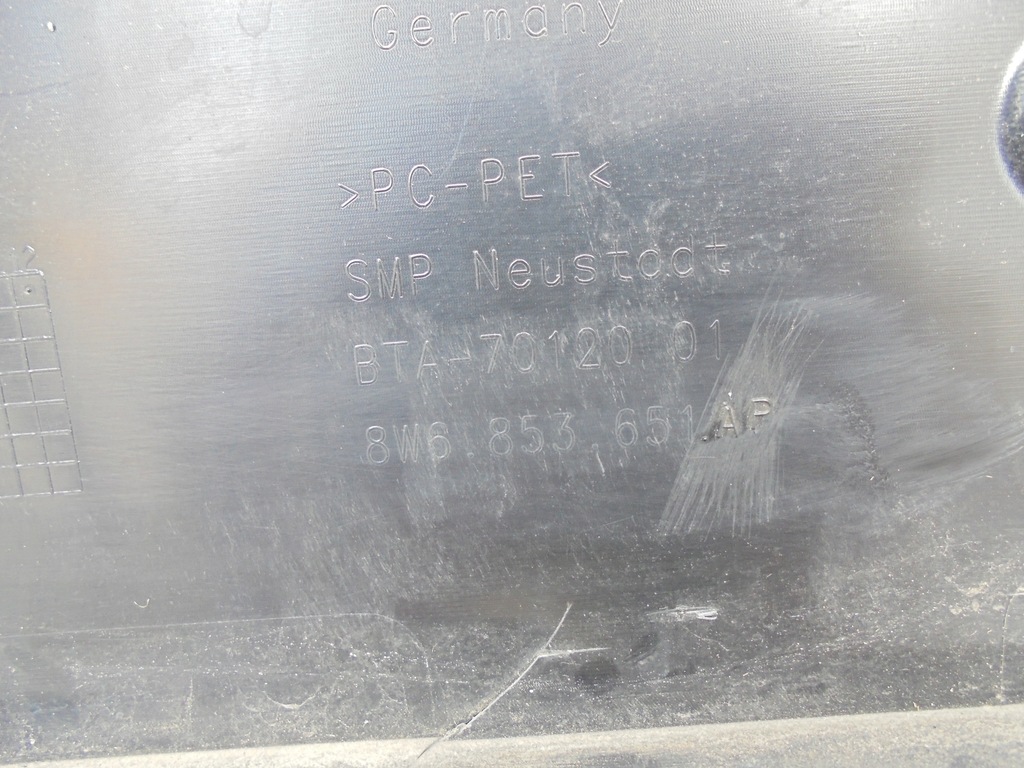 Germany
>PC-PET<
SMP Neustadt
BTA-70120 01
8W6.853.651 AP